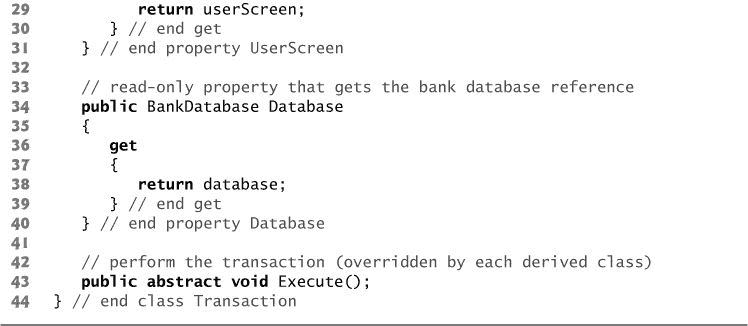 29 return userScreen;
30 } // end get
31 } // end property UserScreen
32
33 // read-only property that gets the bank database reference
34 public BankDatabase Database
35 {
36 get
37 {
38 return database;
39 } // end get
40 } // end property Database
41
42 // perform the transaction (overridden by each derived class)
43 public abstract void Execute();
44 } // end class Transaction